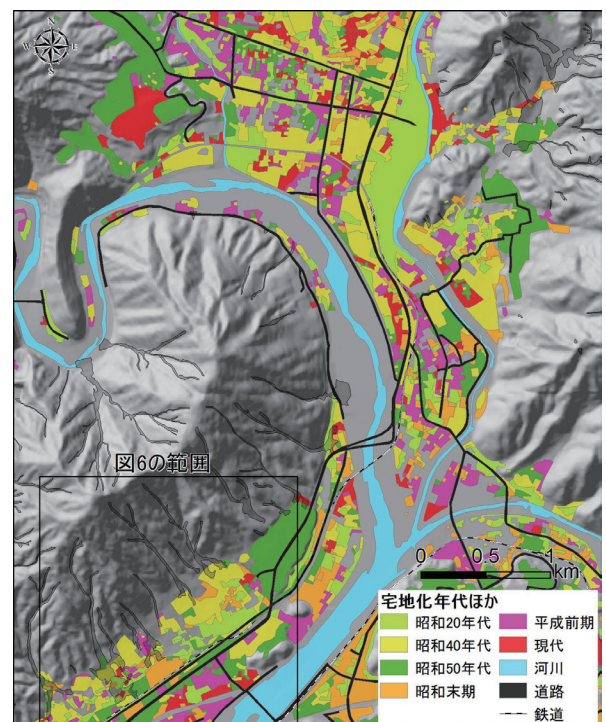 N
W
E
S
図6の範囲
0 0.5 1
km
宅地化年代ほか
昭和20年代
昭和40年代
昭和50年代
昭和末期
平成前期
現代
河川
道路
鉄道